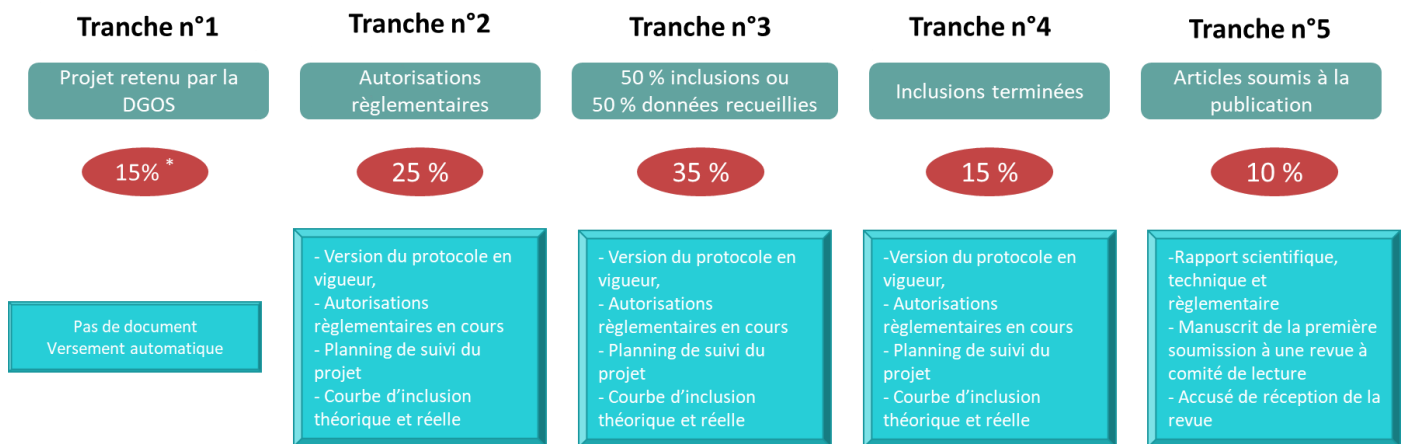 Tranche n°1
Projet retenu par la
DGOS
15% *
Pas de document
Versement automatique
Tranche n°2
Autorisations
règlementaires
25 %
- Version du protocole en
vigueur,
- Autorisations
règlementaires en cours
- Planning de suivi du
projet
- Courbe d’inclusion
théorique et réelle
Tranche n°3
50 % inclusions ou
50 % données recueillies
35 %
- Version du protocole en
vigueur,
- Autorisations
règlementaires en cours
- Planning de suivi du
projet
- Courbe d’inclusion
théorique et réelle
Tranche n°4
Inclusions terminées
15 %
-Version du protocole en
vigueur,
- Autorisations
règlementaires en cours
- Planning de suivi du
projet
- Courbe d’inclusion
théorique et réelle
Tranche n°5
Articles soumis à la
publication
10 %
-Rapport scientifique,
technique et
règlementaire
- Manuscrit de la première
soumission à une revue à
comité de lecture
- Accusé de réception de la
revue